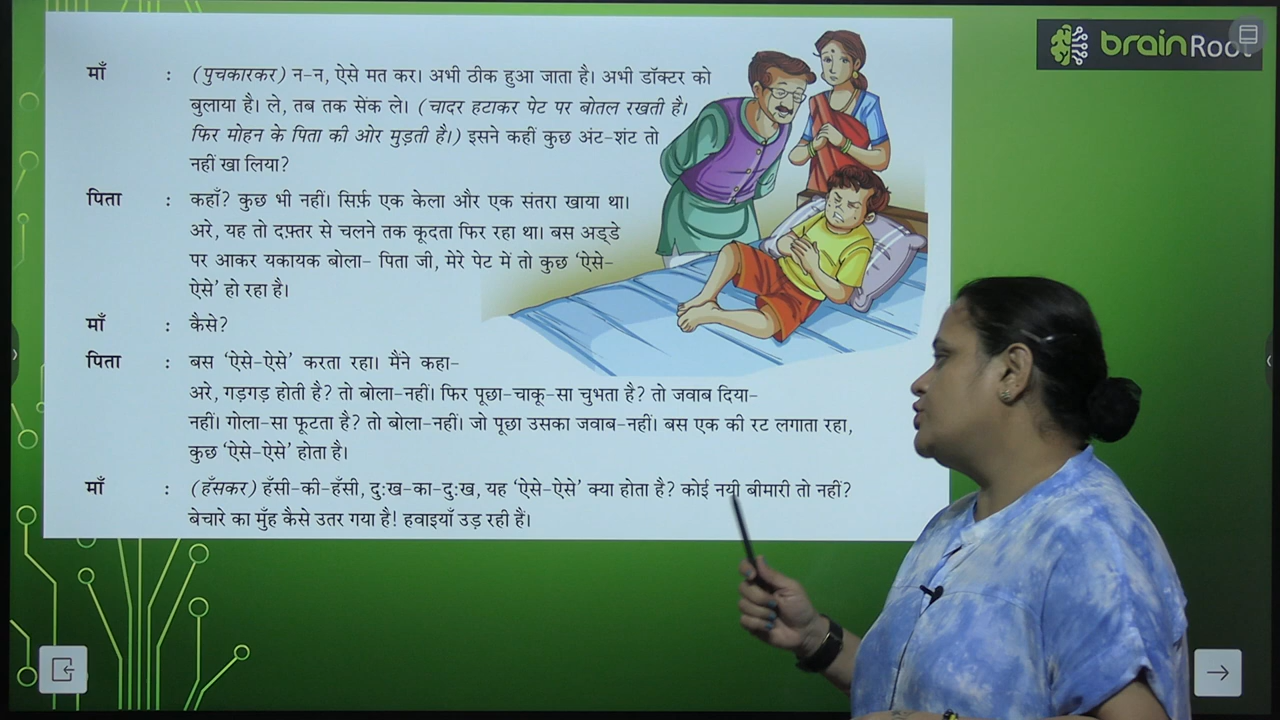 brainRoot
माँ : (पुचकारकर) न-न, ऐसे मत कर। अभी ठीक हुआ जाता है। अभी डॉक्टर को
बुलाया है। ले, तब तक सेंक ले। (चादर हटाकर पेट पर बोतल रखती है।
फिर मोहन के पिता की ओर मुड़ती है।) इसने कहीं कुछ अंट-शंट तो
नहीं खा लिया?
पिता : कहाँ? कुछ भी नहीं। सिर्फ़ एक केला और एक संतरा खाया था।
अरे, यह तो दफ़्तर से चलने तक कूदता फिर रहा था। बस अड्डे
पर आकर यकायक बोला- पिता जी, मेरे पेट में तो कुछ ‘ऐसे-
ऐसे’ हो रहा है।
माँ : कैसे?
पिता : बस ‘ऐसे-ऐसे’ करता रहा। मैंने कहा-
अरे, गड़गड़ होती है? तो बोला-नहीं। फिर पूछा-चाकू-सा चुभता है? तो जवाब दिया-
नहीं। गोला-सा फूटता है? तो बोला-नहीं। जो पूछा उसका जवाब-नहीं। बस एक की रट लगाता रहा,
कुछ ‘ऐसे-ऐसे’ होता है।
माँ : (हँसकर) हँसी-की-हँसी, दुःख-का-दुःख, यह ‘ऐसे-ऐसे’ क्या होता है? कोई नयी बीमारी तो नहीं?
बेचारे का मुँह कैसे उतर गया है! हवाइयाँ उड़ रही हैं।